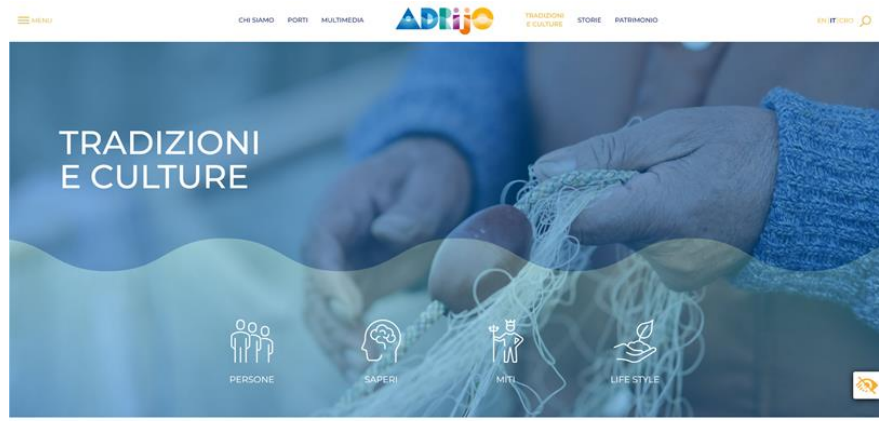 MENU
CHI SIAMO PORTI MULTIMEDIA ADRijO TRADIZIONI E CULTURE STORIE PATRIMONIO
EN IT CRO
TRADIZIONI
E CULTURE
PERSONE SAPERI MITI LIFE STYLE